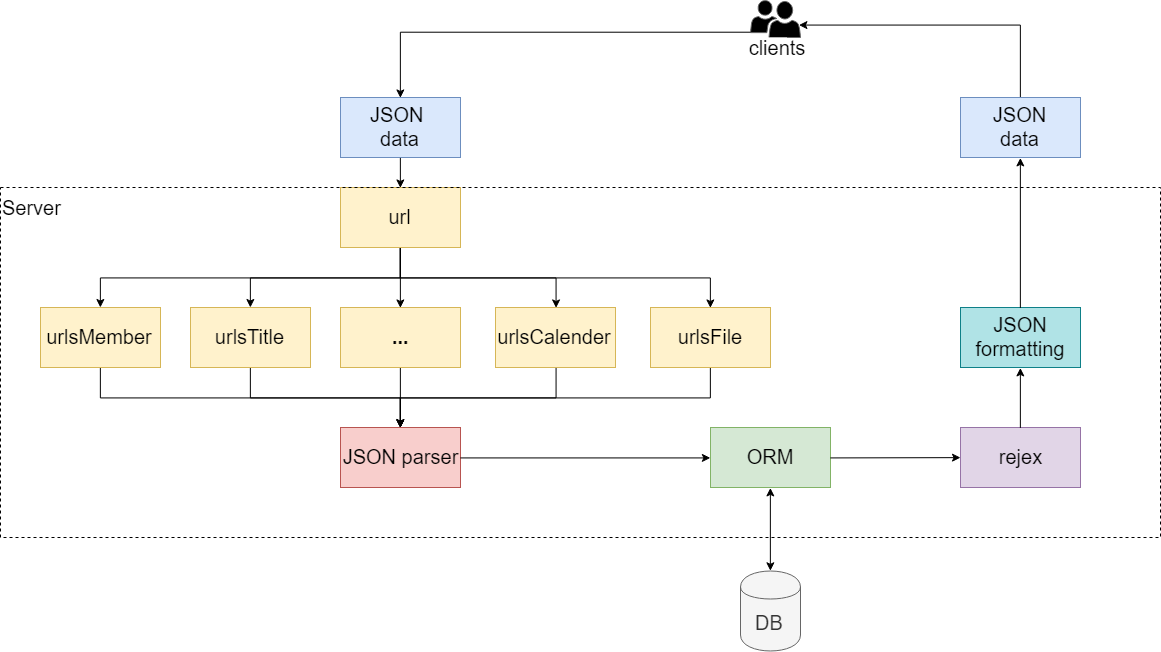 clients
JSON
data
JSON
data
Server
url
urlsMember
urlsTitle
...
urlsCalender
urlsFile
JSON
formatting
JSON parser
ORM
rejex
DB